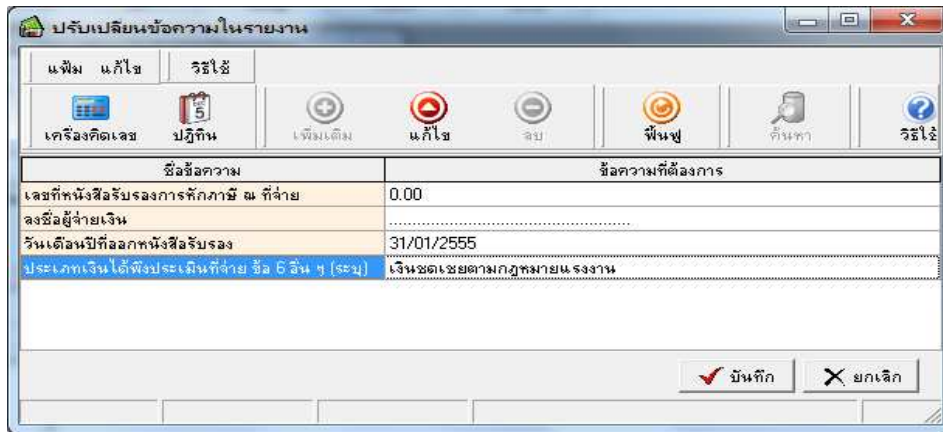 ปรับเปลี่ยนข้อความในรายงาน
แฟ้ม แก้ไข วิธีใช้
เครื่องคิดเลข ปฏิทิน เพิ่มเติม แก้ไข ลบ ฟื้นฟู ค้นหา วิธีใช้
ชื่อข้อความ ข้อความที่ต้องการ
เลขที่หนังสือรับรองการหักภาษี ณ ที่จ่าย 0.00
ลงชื่อผู้จ่ายเงิน ......................................................
วันเดือนปีที่ออกหนังสือรับรอง 31/01/2555
ประเภทเงินได้พึงประเมินที่จ่าย ข้อ 6 อื่น ๆ (ระบุ) เงินชดเชยตามกฎหมายแรงงาน
บันทึก ยกเลิก